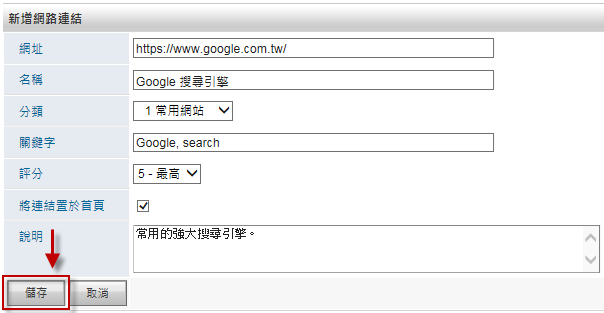 新增網路連結
網址 https://www.google.com.tw/
名稱 Google 搜尋引擎
分類 1 常用網站
關鍵字 Google, search
評分 5 - 最高
將連結置於首頁
說明 常用的強大搜尋引擎。
儲存 取消